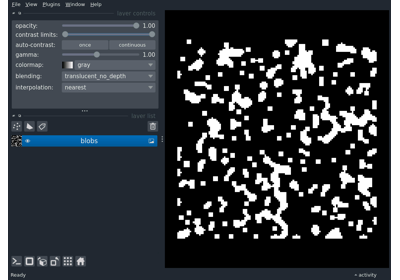 File View Plugins Window Help
layer controls
opacity: 1.00
contrast limits:
auto-contrast: once continuous
gamma: 1.00
colormap: gray
blending: translucent_no_depth
interpolation: nearest
layer list
blobs
Ready
activity